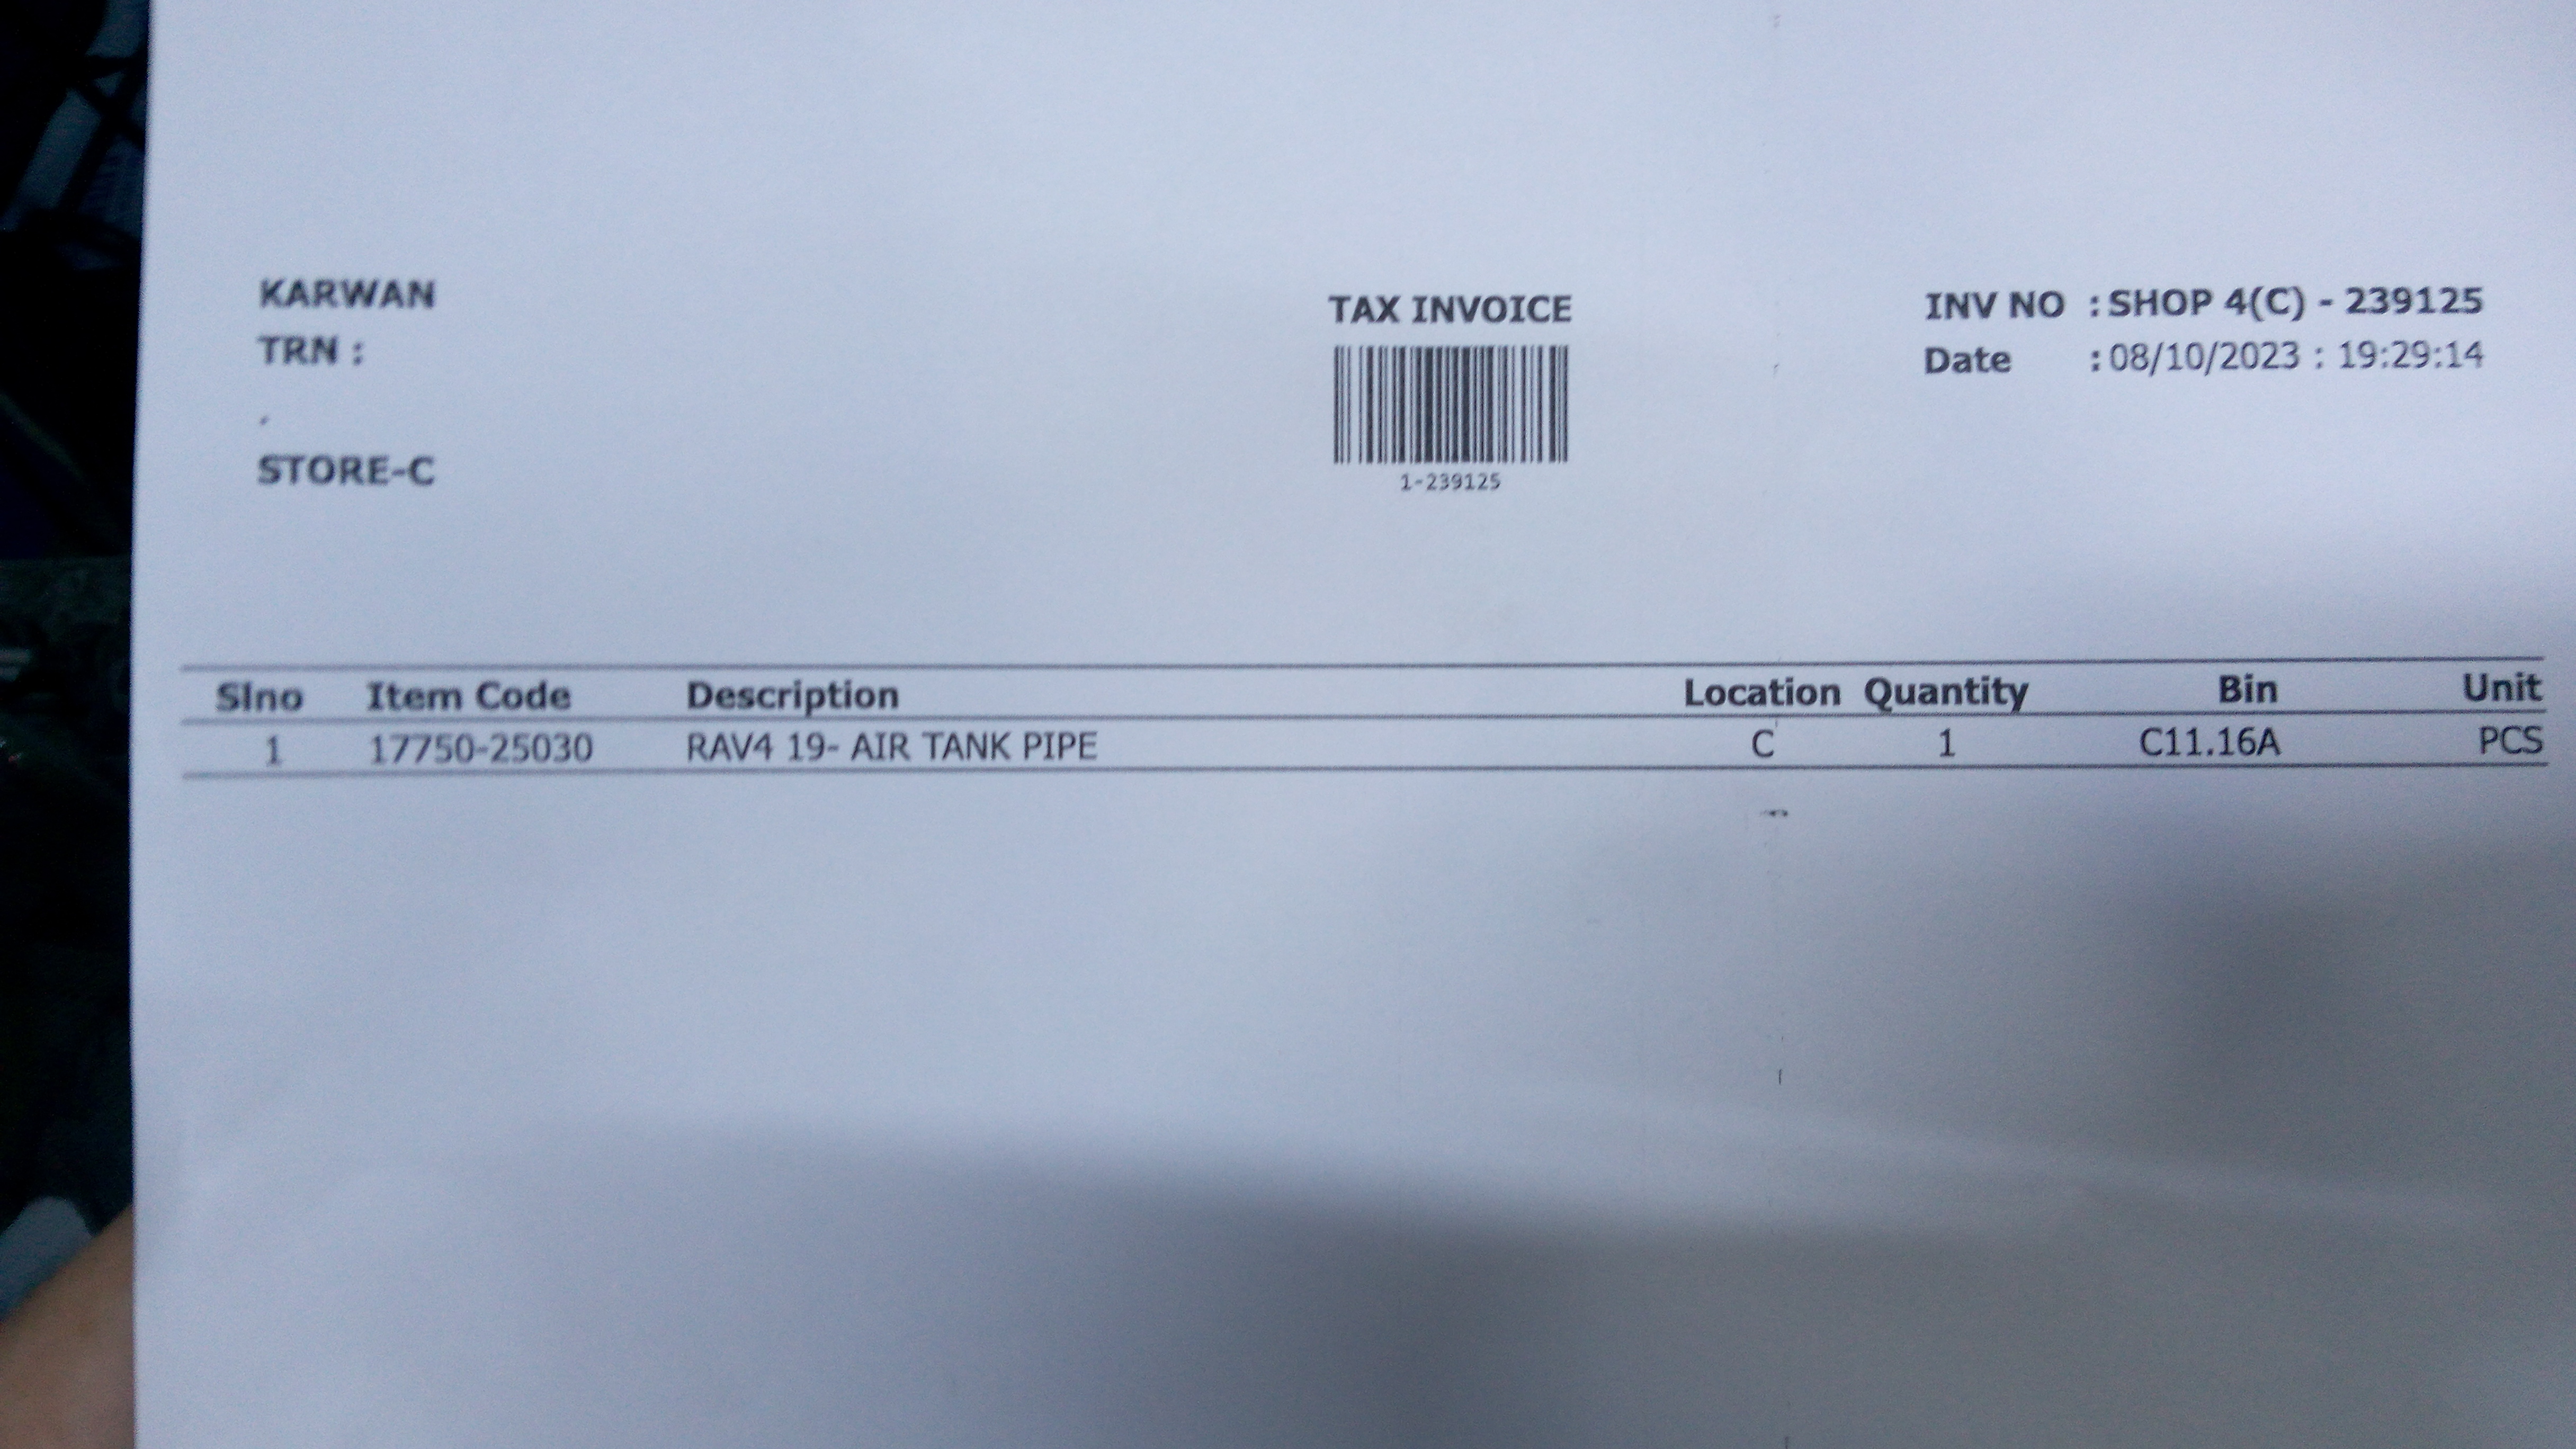 KARWAN
TRN :
.
STORE-C
TAX INVOICE
1-239125
INV NO : SHOP 4(C) - 239125
Date : 08/10/2023 : 19:29:14
Slno Item Code Description Location Quantity Bin Unit
1 17750-25030 RAV4 19- AIR TANK PIPE C 1 C11.16A PCS